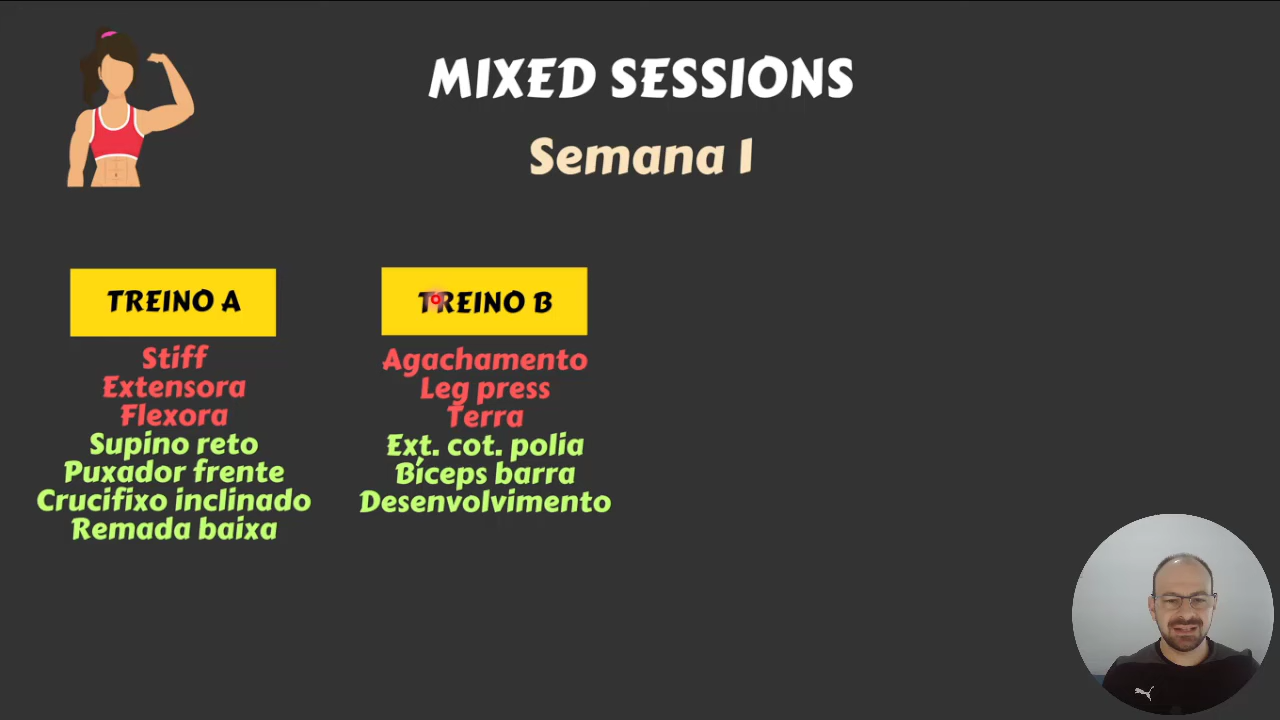 MIXED SESSIONS
Semana 1
TREINO A
Stiff
Extensora
Flexora
Supino reto
Puxador frente
Crucifixo inclinado
Remada baixa
TREINO B
Agachamento
Leg press
Terra
Ext. cot. polia
Bíceps barra
Desenvolvimento